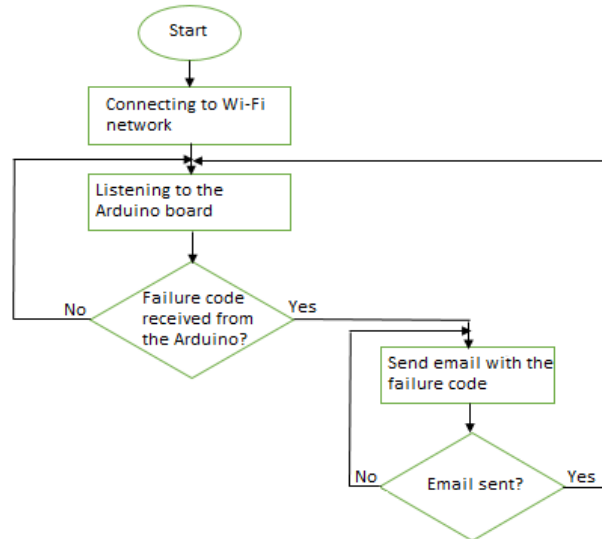 Start
Connecting to Wi-Fi
network
Listening to the
Arduino board
Failure code
received from
the Arduino?
No
Yes
Send email with the
failure code
Email sent?
No
Yes